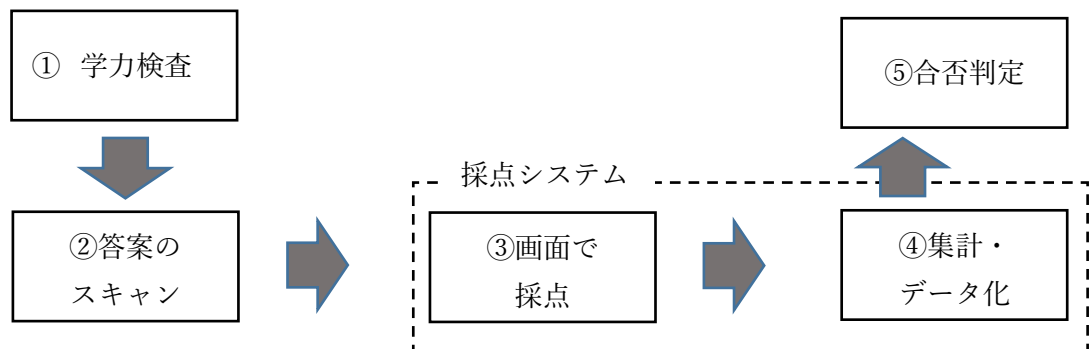 ① 学力検査
②答案の
スキャン
採点システム
③画面で
採点
④集計・
データ化
⑤合否判定